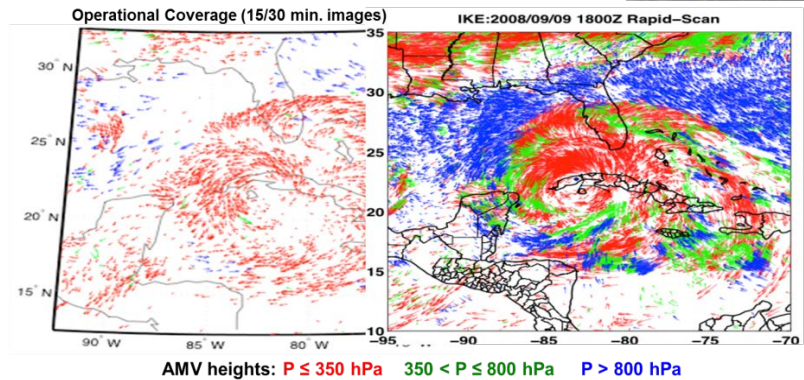 Operational Coverage (15/30 min. images)
IKE:2008/09/09 1800Z Rapid-Scan
30° N
25° N
20° N
15° N
90° W
85° W
80° W
35
30
25
20
15
10
-95
-90
-85
-80
-75
-70
AMV heights: P ≤ 350 hPa 350 < P ≤ 800 hPa P > 800 hPa